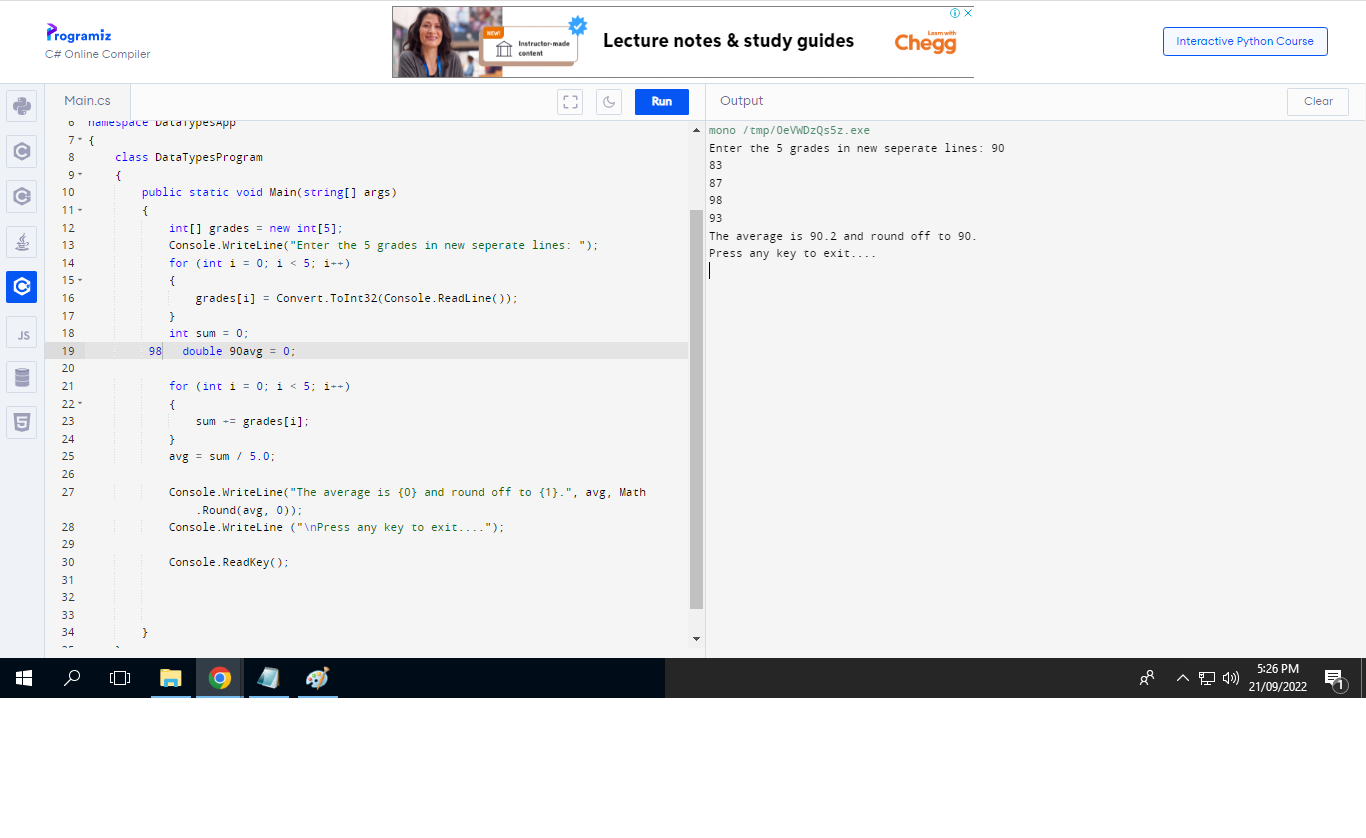 Programiz
C# Online Compiler
NEW!
Instructor-made
content
Lecture notes & study guides
Learn with
Chegg
Interactive Python Course
Main.cs
Run
Output
Clear
6 namespace DataTypesApp
7 {
8 class DataTypesProgram
9 {
10 public static void Main(string[] args)
11 {
12 int[] grades = new int[5];
13 Console.WriteLine("Enter the 5 grades in new seperate lines: ");
14 for (int i = 0; i < 5; i++)
15 {
16 grades[i] = Convert.ToInt32(Console.ReadLine());
17 }
18 int sum = 0;
19 98 double 90avg = 0;
20
21 for (int i = 0; i < 5; i++)
22 {
23 sum += grades[i];
24 }
25 avg = sum / 5.0;
26
27 Console.WriteLine("The average is {0} and round off to {1}.", avg, Math
.Round(avg, 0));
28 Console.WriteLine ("\nPress any key to exit....");
29
30 Console.ReadKey();
31
32
33
34 }
35 }
mono /tmp/0eVWDzQs5z.exe
Enter the 5 grades in new seperate lines: 90
83
87
98
93
The average is 90.2 and round off to 90.
Press any key to exit....
JS
5:26 PM
21/09/2022
1